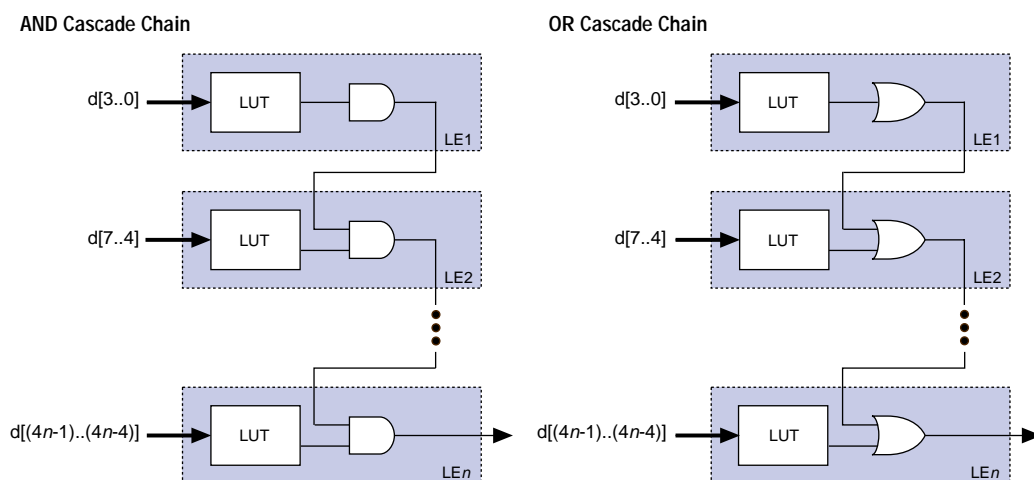 AND Cascade Chain
OR Cascade Chain
d[3..0]
LUT
LE1
d[7..4]
LUT
LE2
d[(4n-1)..(4n-4)]
LUT
LEn
d[3..0]
LUT
LE1
d[7..4]
LUT
LE2
d[(4n-1)..(4n-4)]
LUT
LEn